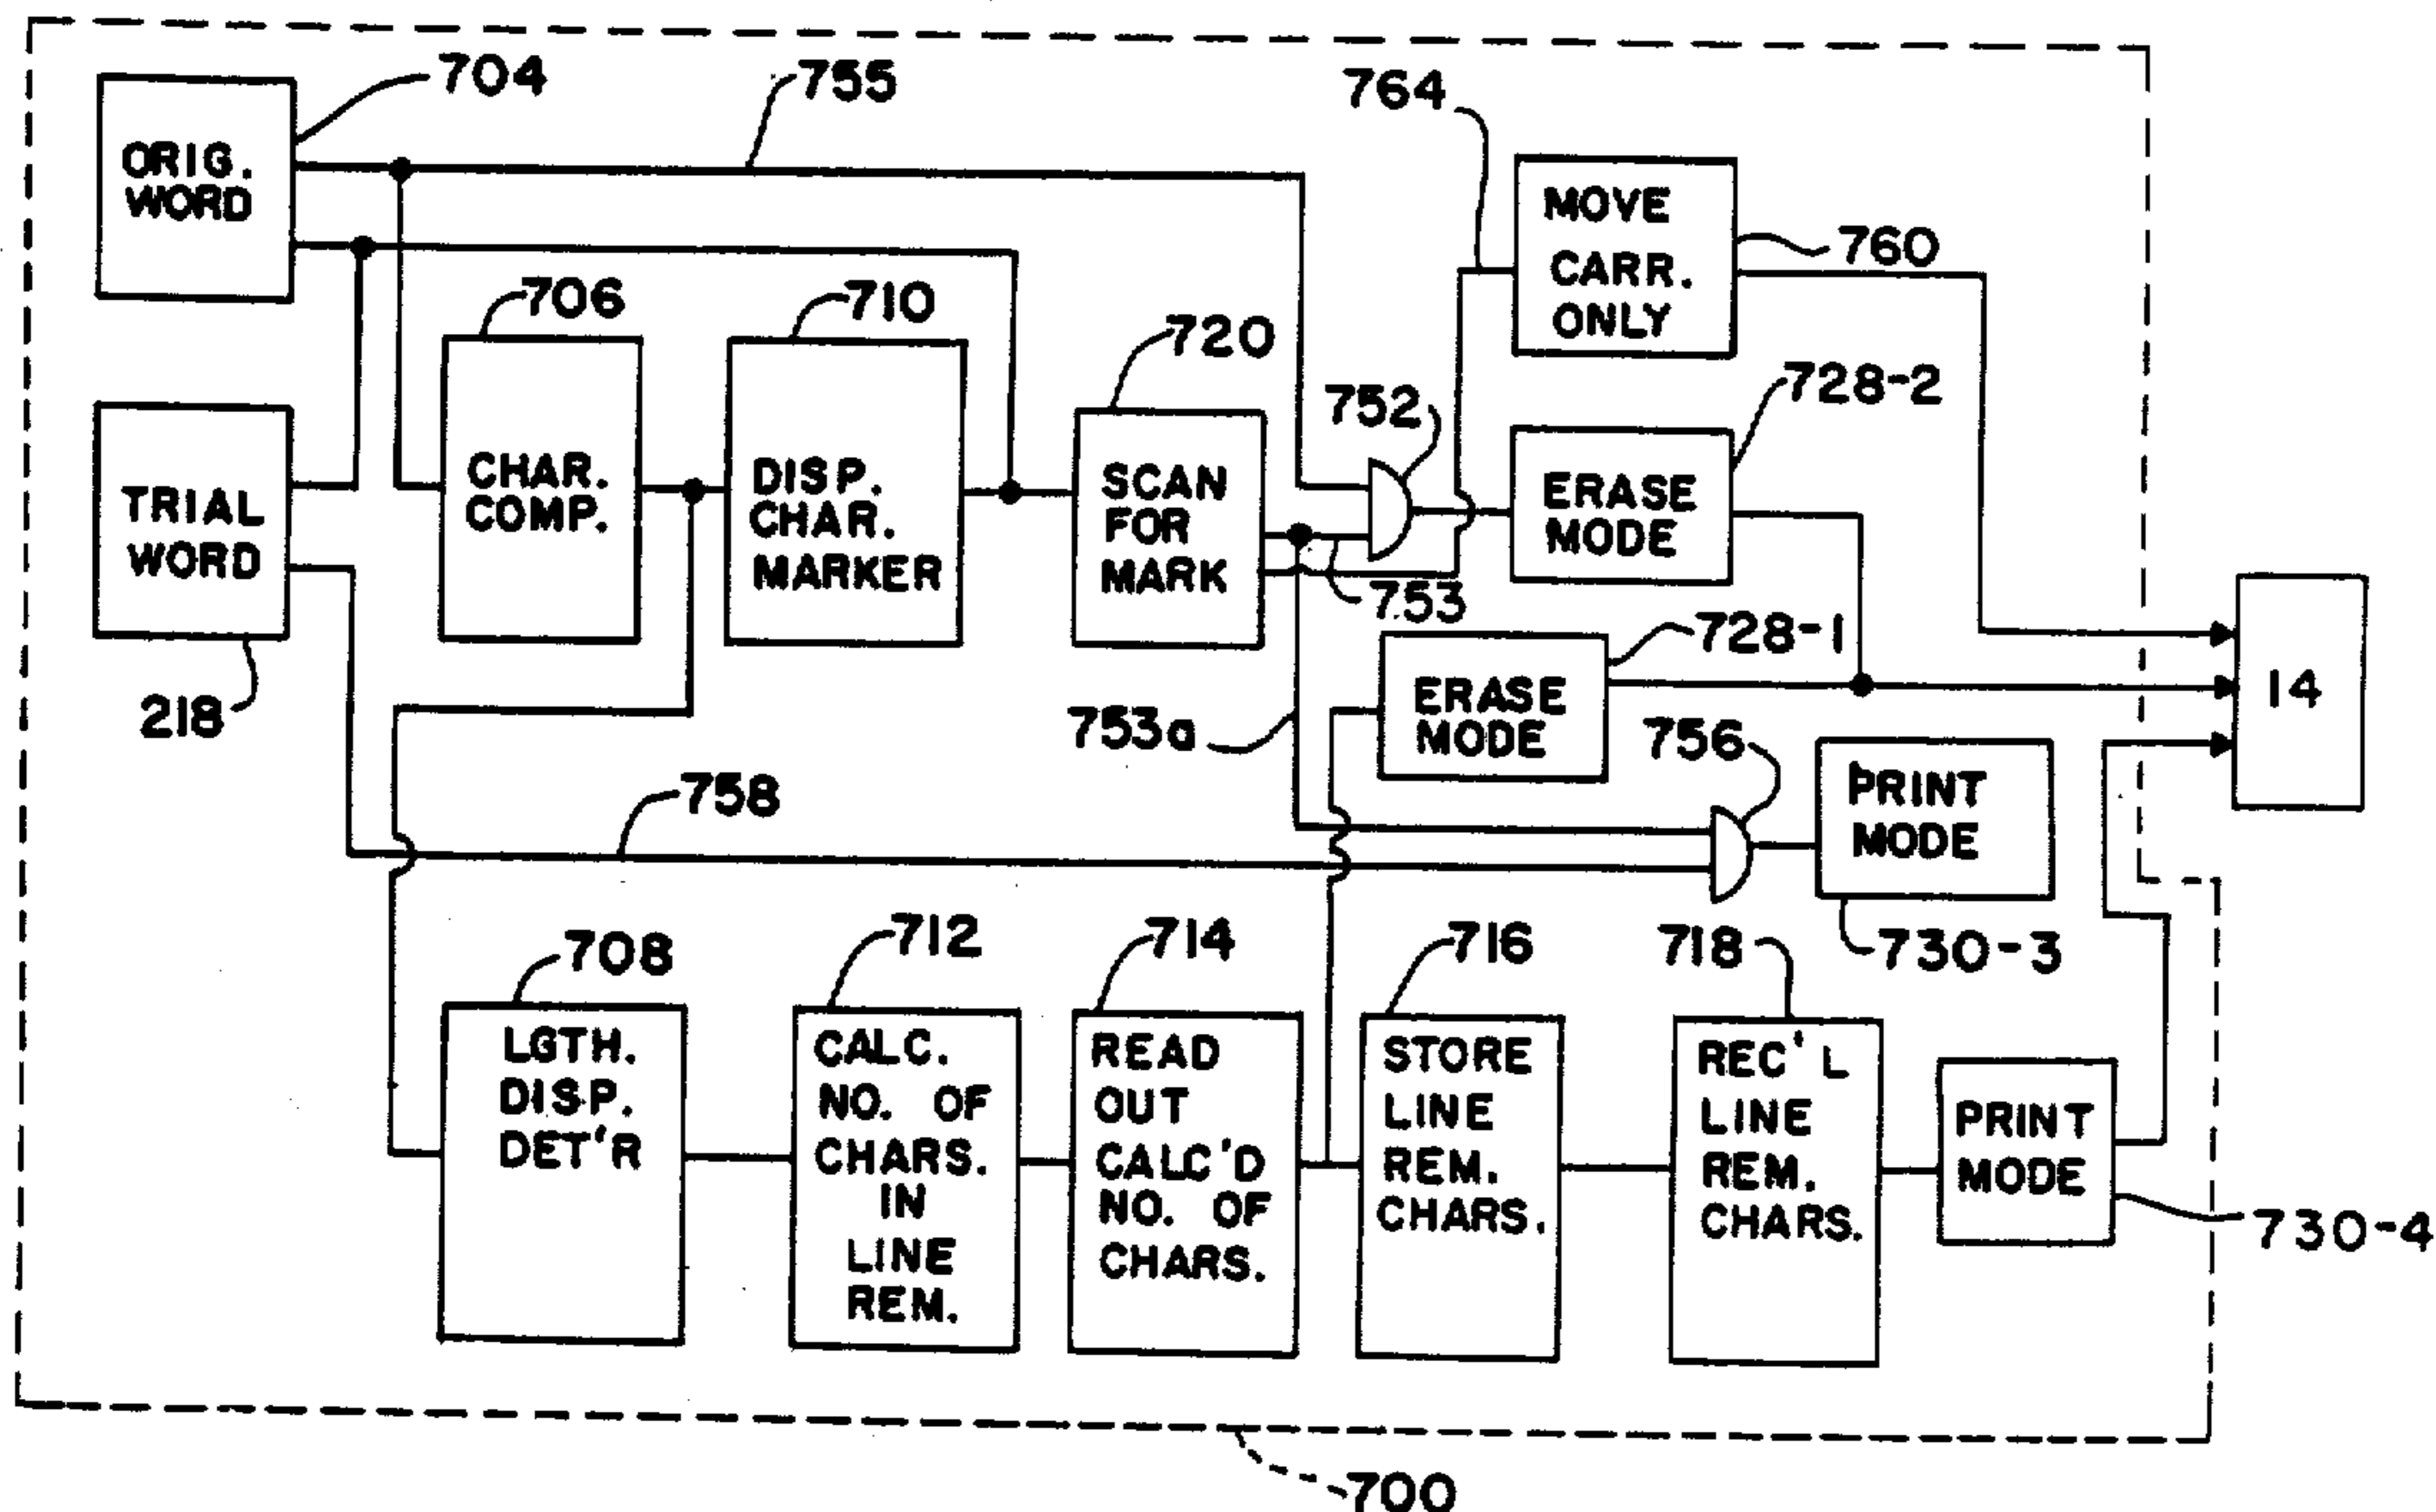 704
755
764
ORIG.
WORD
MOVE
CARR.
ONLY
760
706
710
720
728-2
752
TRIAL
WORD
CHAR.
COMP.
DISP.
CHAR.
MARKER
SCAN
FOR
MARK
ERASE
MODE
753
728-1
218
753a
ERASE
MODE
756
14
758
PRINT
MODE
730-3
708
712
714
716
718
LGTH.
DISP.
DET'R
CALC.
NO. OF
CHARS.
IN
LINE
REM.
READ
OUT
CALC'D
NO. OF
CHARS.
STORE
LINE
REM.
CHARS.
REC'L
LINE
REM.
CHARS.
PRINT
MODE
730-4
700